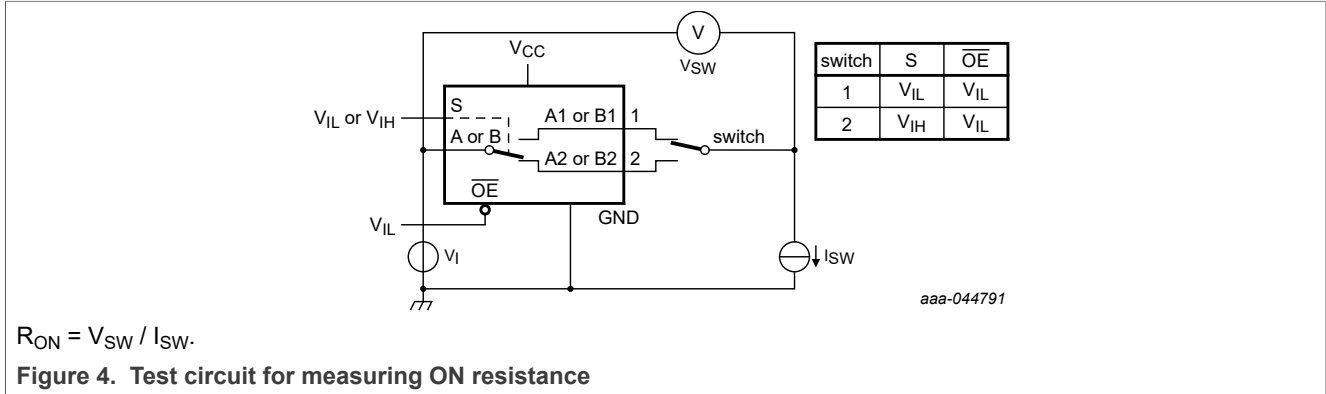 V
VSW
VCC
switch S OE
1 VIL VIL
2 VIH VIL
VIL or VIH
S
A1 or B1 1
A or B
switch
A2 or B2 2
OE
GND
VIL
VI
ISW
aaa-044791
RON = VSW / ISW.
Figure 4. Test circuit for measuring ON resistance